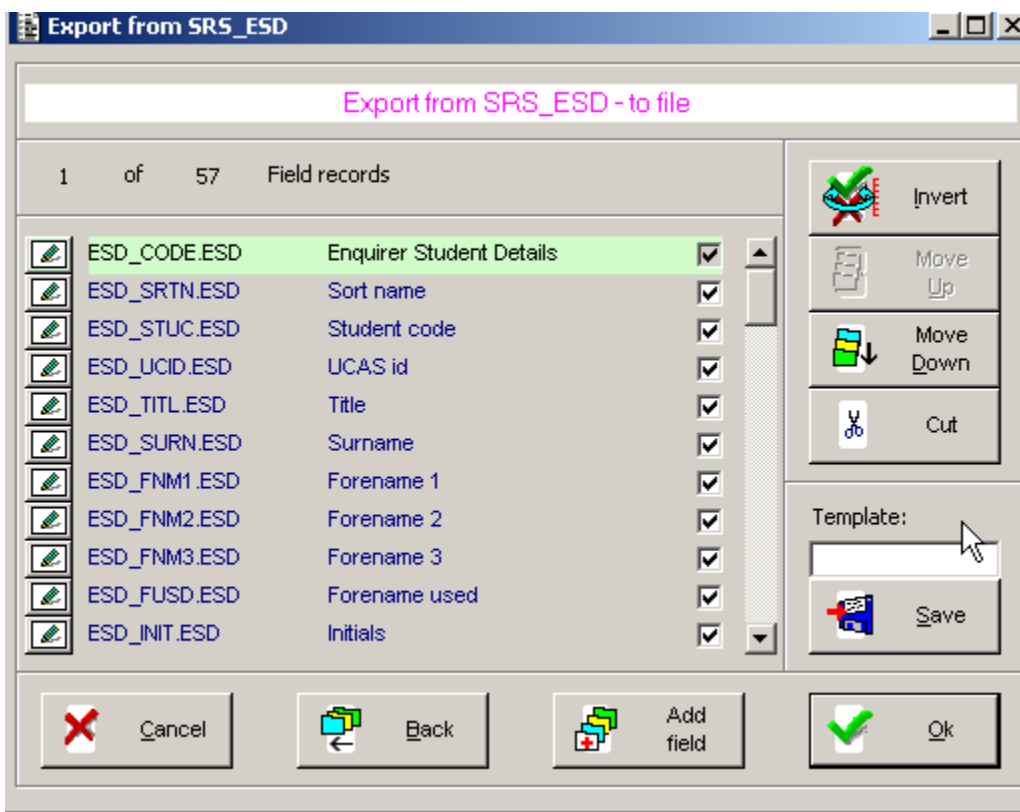 Export from SRS_ESD
Export from SRS_ESD - to file
1 of 57 Field records
ESD_CODE.ESD Enquirer Student Details
ESD_SRTN.ESD Sort name
ESD_STUC.ESD Student code
ESD_UCID.ESD UCAS id
ESD_TITL.ESD Title
ESD_SURN.ESD Surname
ESD_FNM1.ESD Forename 1
ESD_FNM2.ESD Forename 2
ESD_FNM3.ESD Forename 3
ESD_FUSD.ESD Forename used
ESD_INIT.ESD Initials
Invert
Move
Up
Move
Down
Cut
Template:
Save
Cancel
Back
Add
field
Ok